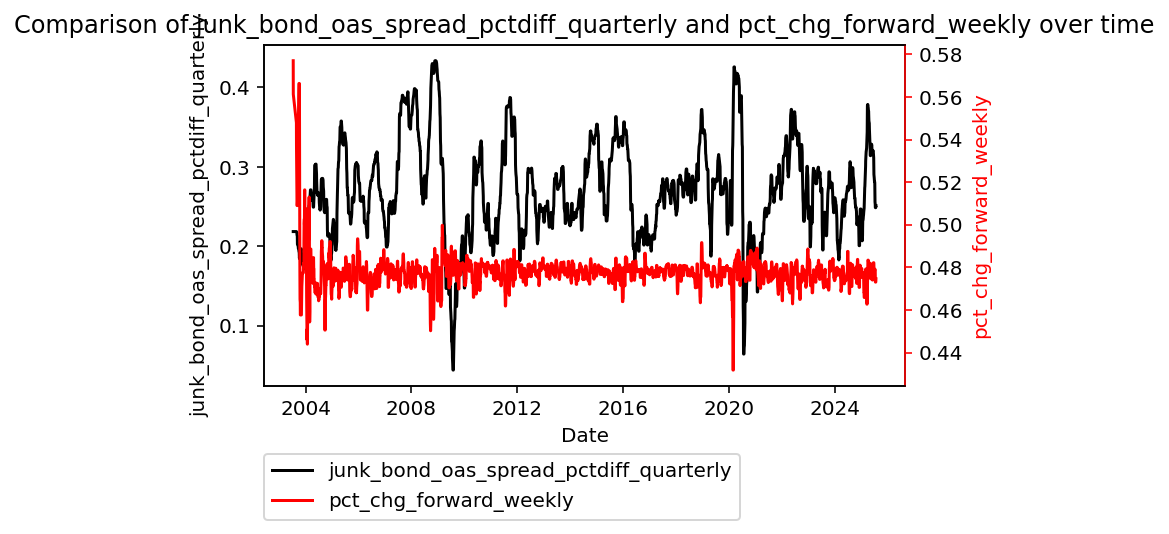 Comparison of junk_bond_oas_spread_pctdiff_quarterly and pct_chg_forward_weekly over time
junk_bond_oas_spread_pctdiff_quarterly
0.4
0.3
0.2
0.1
0.58
0.56
0.54
0.52
0.50
0.48
0.46
0.44
pct_chg_forward_weekly
2004 2008 2012 2016 2020 2024
Date
junk_bond_oas_spread_pctdiff_quarterly
pct_chg_forward_weekly